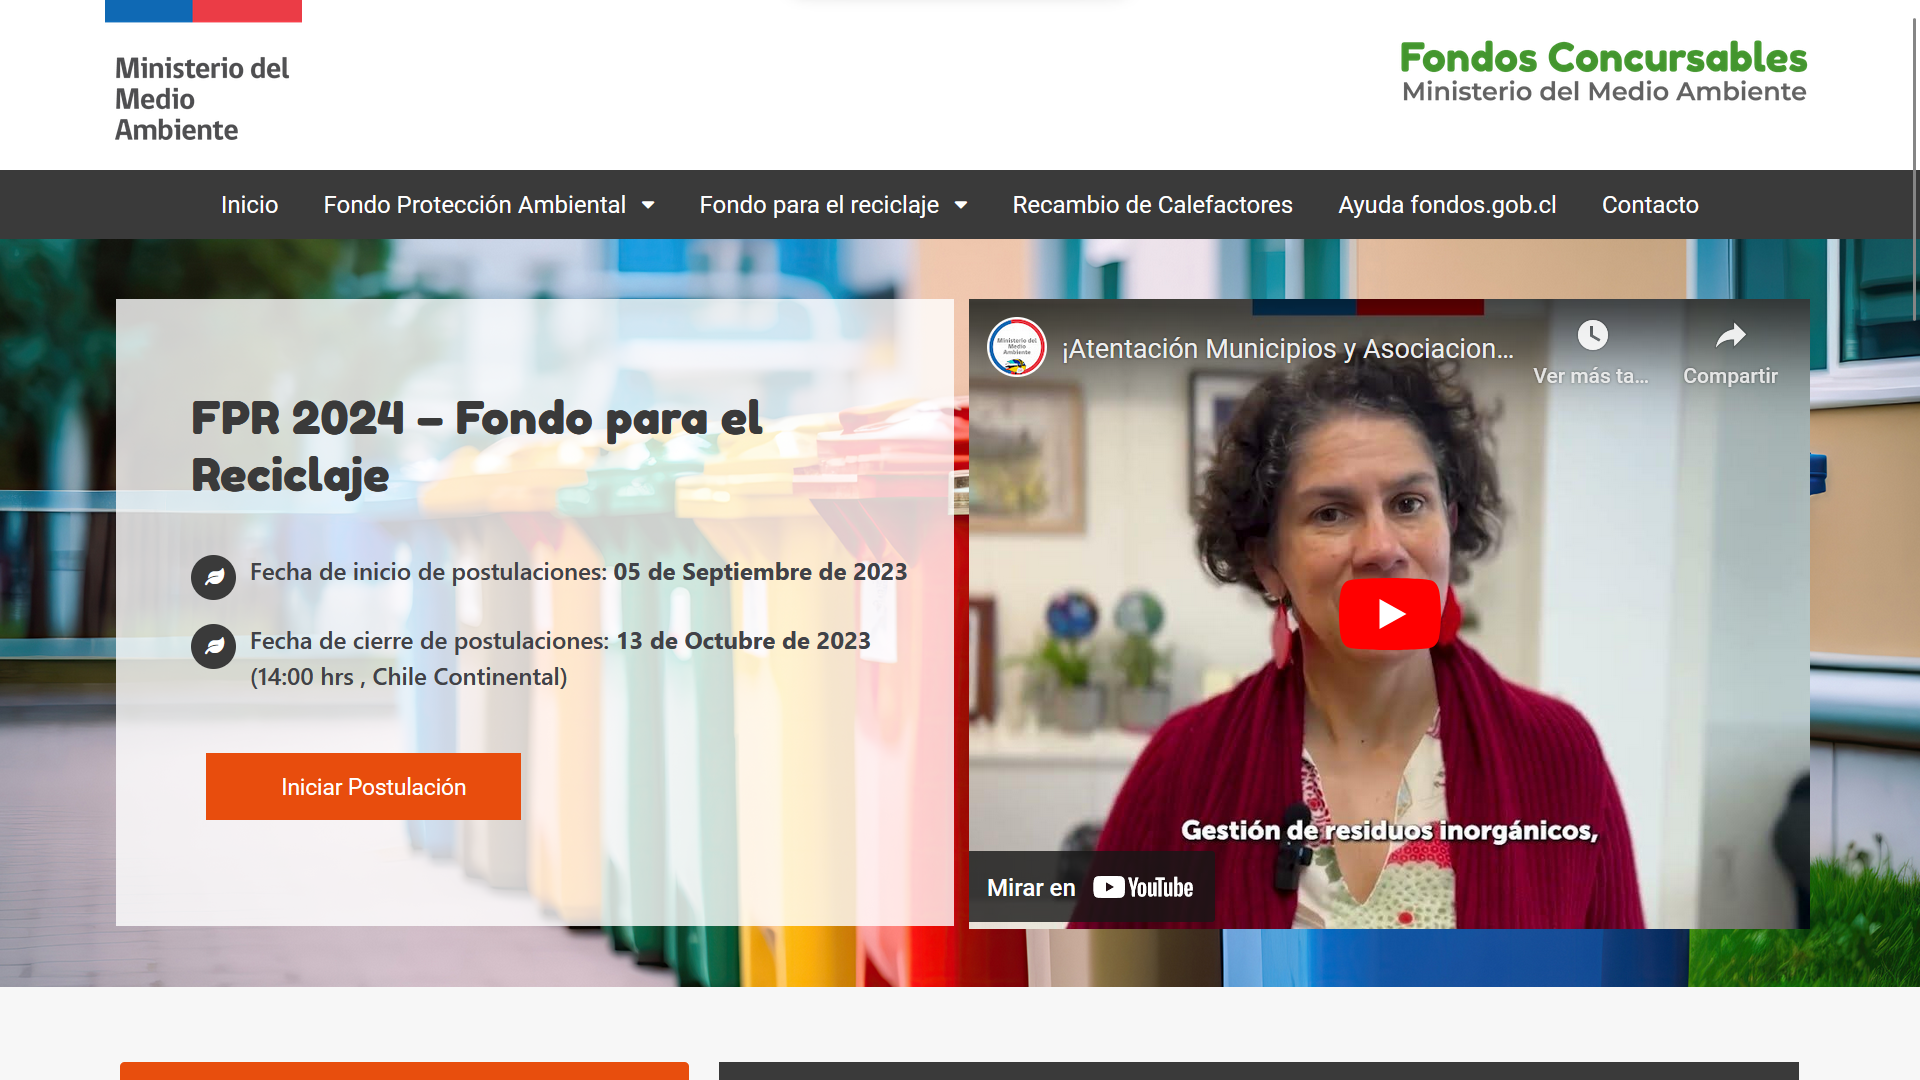 Ministerio del
Medio
Ambiente
Fondos Concursables
Ministerio del Medio Ambiente
Inicio
Fondo Protección Ambiental
Fondo para el reciclaje
Recambio de Calefactores
Ayuda fondos.gob.cl
Contacto
FPR 2024 – Fondo para el
Reciclaje
Fecha de inicio de postulaciones: 05 de Septiembre de 2023
Fecha de cierre de postulaciones: 13 de Octubre de 2023
(14:00 hrs , Chile Continental)
Iniciar Postulación
Ministerio del
Medio
Ambiente
¡Atentación Municipios y Asociacion...
Ver más ta...
Compartir
Gestión de residuos inorgánicos,
Mirar en YouTube